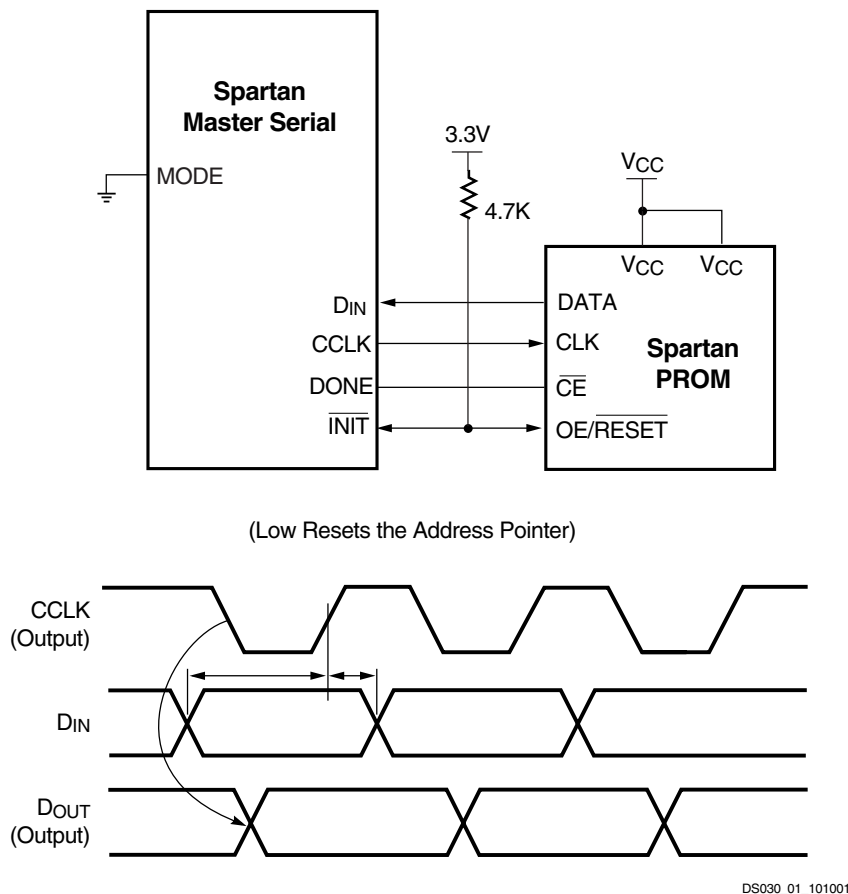 Spartan
Master Serial
MODE
3.3V
4.7K
VCC
VCC VCC
DIN
CCLK
DONE
INIT
DATA
CLK
CE
OE/RESET
Spartan
PROM
(Low Resets the Address Pointer)
CCLK
(Output)
DIN
DOUT
(Output)
DS030_01_101001